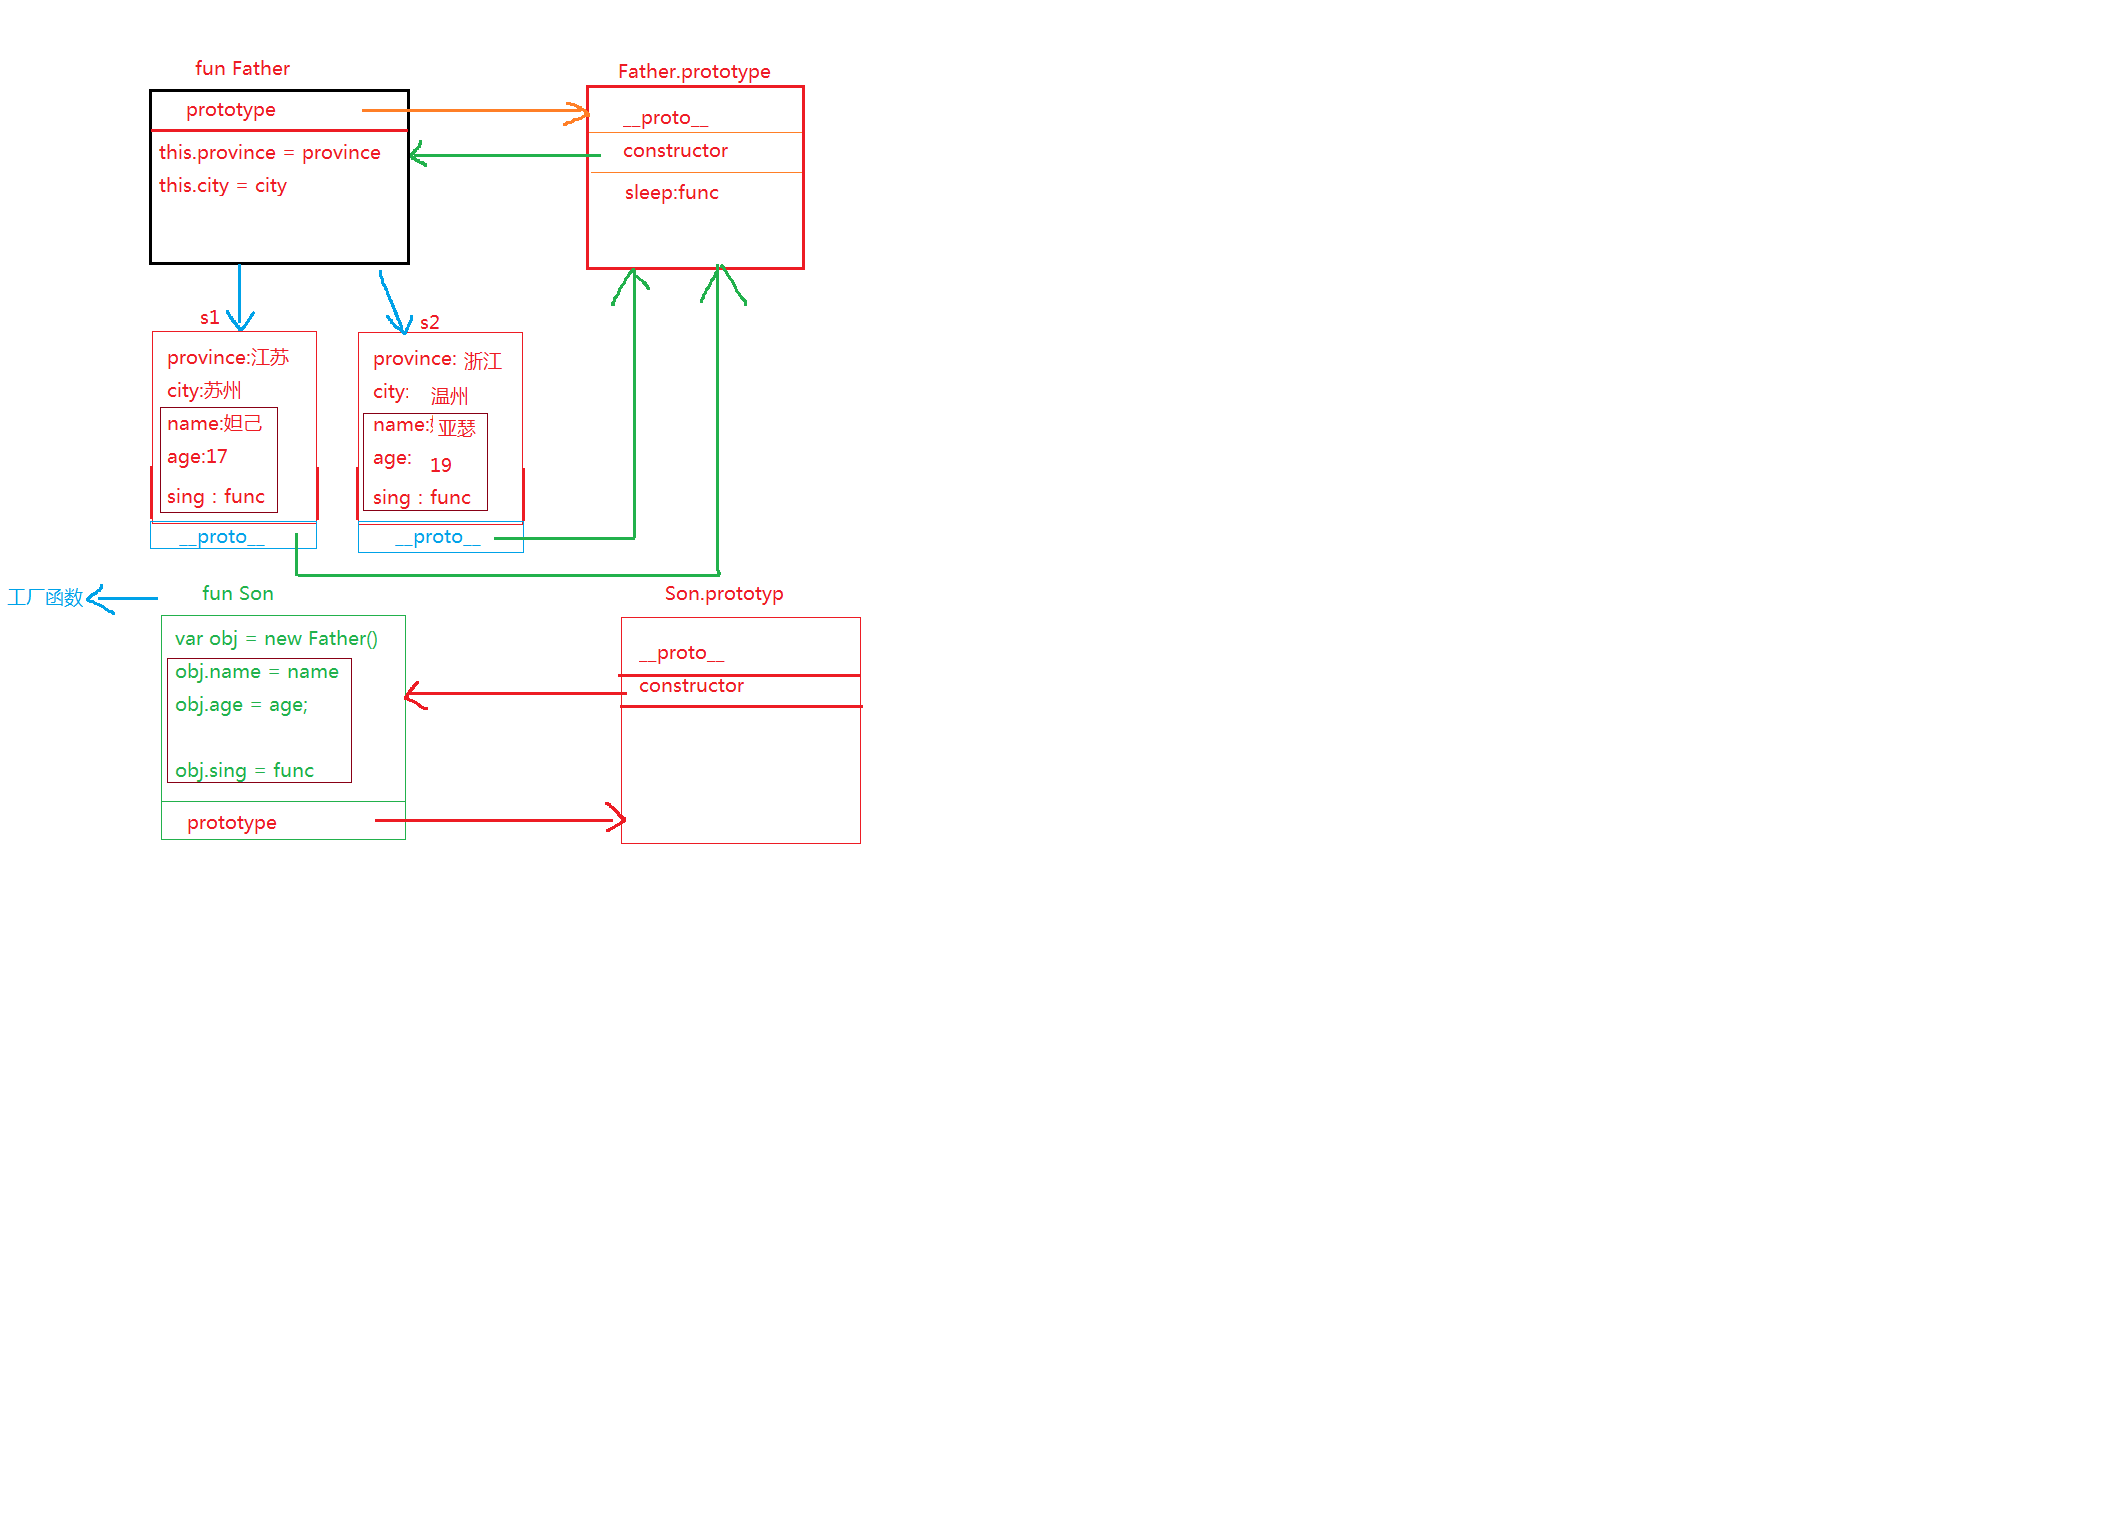 fun Father
prototype
this.province = province
this.city = city
Father.prototype
__proto__
constructor
sleep:func
s1
province:江苏
city:苏州
name:妲己
age:17
sing : func
__proto__
s2
province: 浙江
city: 温州
name: 亚瑟
age: 19
sing : func
__proto__
工厂函数
fun Son
var obj = new Father()
obj.name = name
obj.age = age;
obj.sing = func
prototype
Son.prototyp
__proto__
constructor